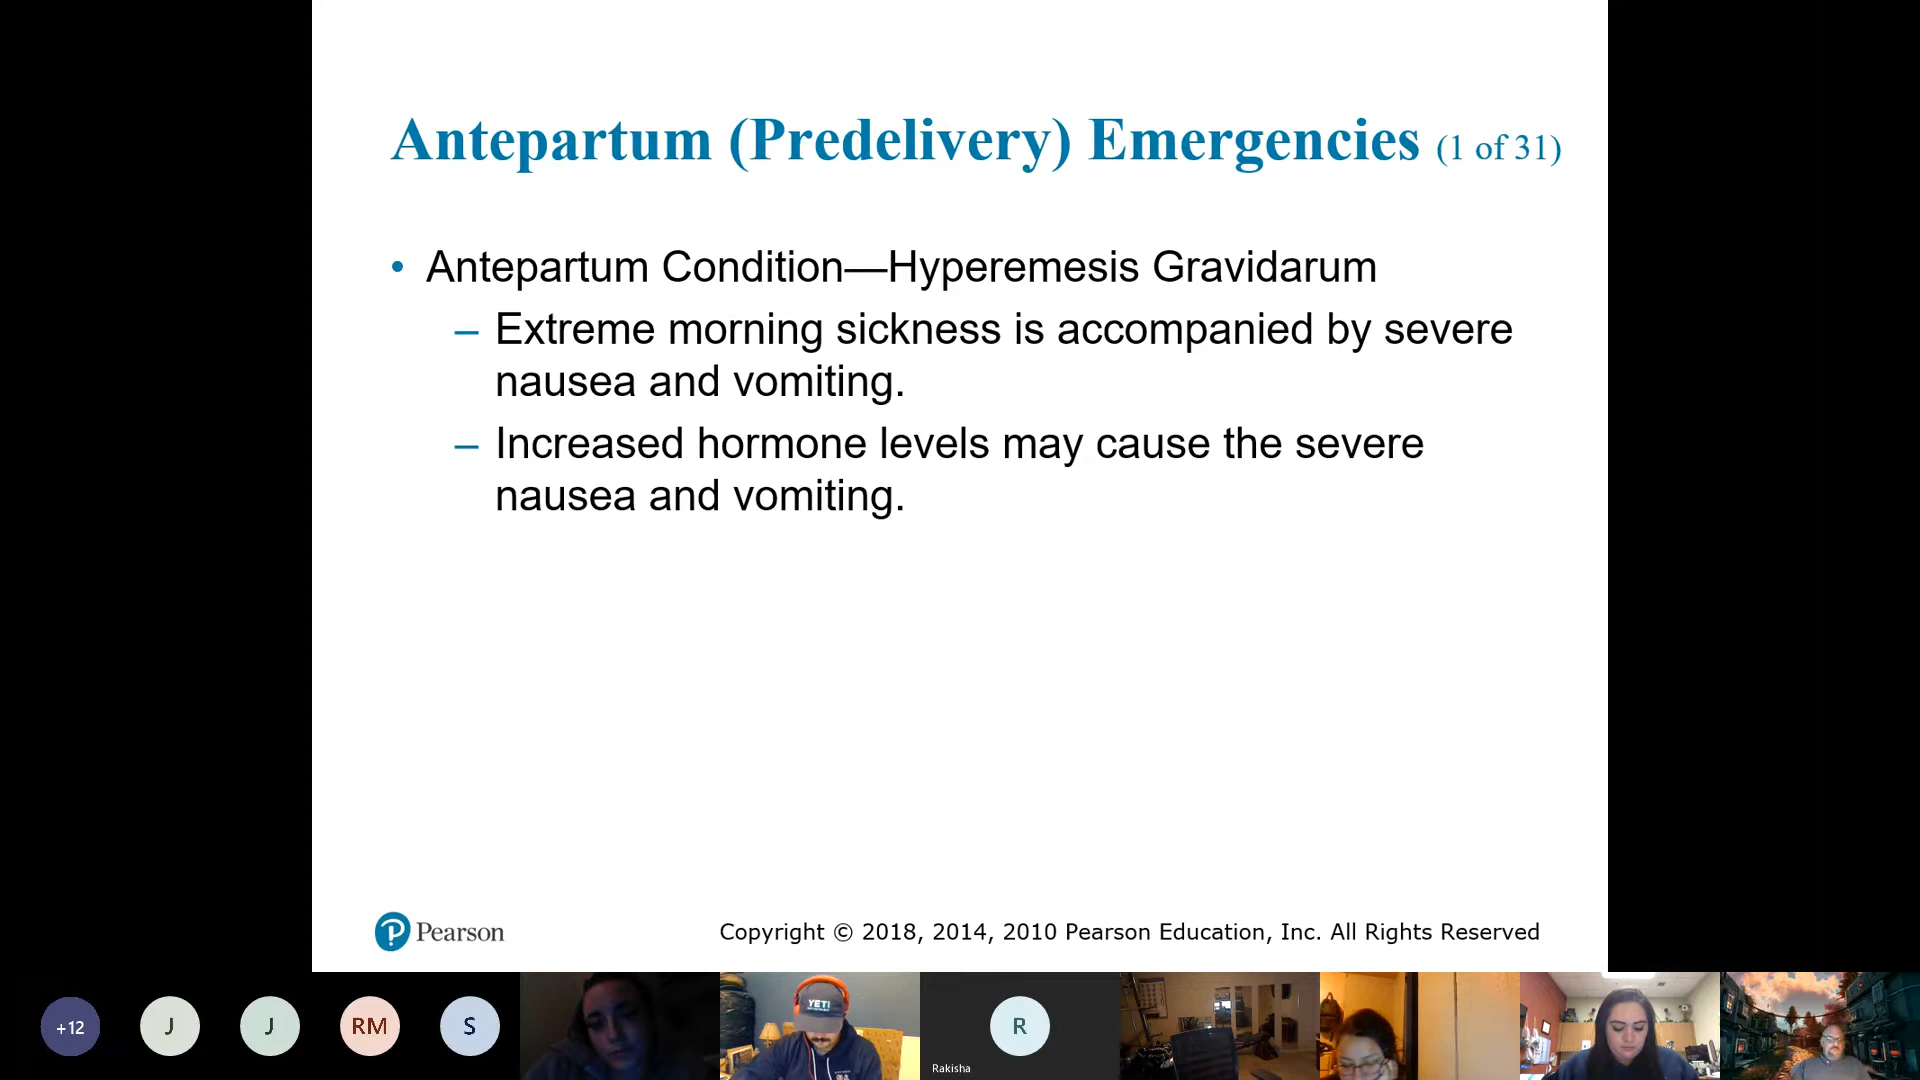 Antepartum (Predelivery) Emergencies (1 of 31)
• Antepartum Condition—Hyperemesis Gravidarum
– Extreme morning sickness is accompanied by severe
nausea and vomiting.
– Increased hormone levels may cause the severe
nausea and vomiting.
Pearson
Copyright © 2018, 2014, 2010 Pearson Education, Inc. All Rights Reserved
+12
J
J
RM
S
YETI
R
Rakisha